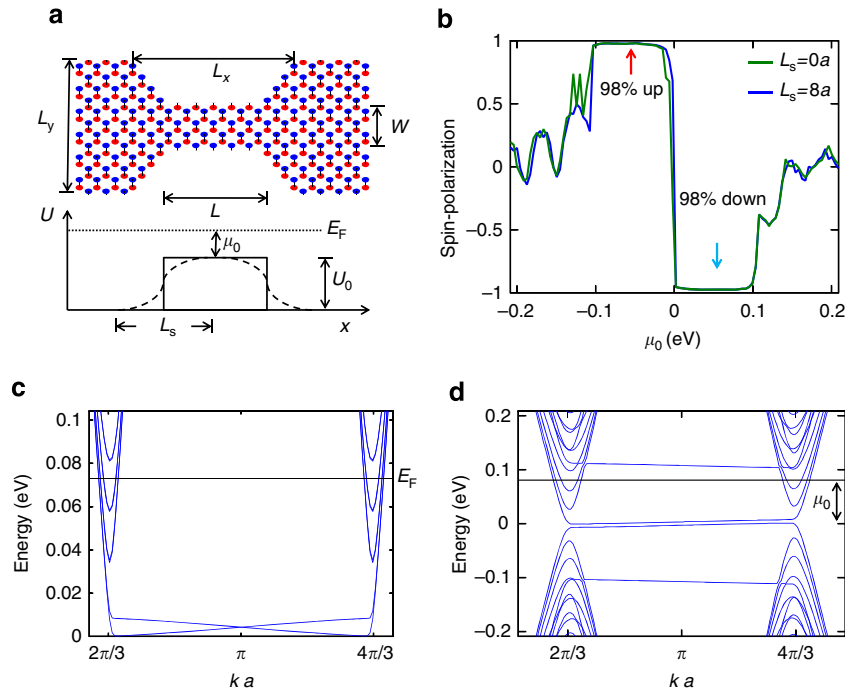 a
L_x
L_y
W
L
U
E_F
μ_0
U_0
L_s
x
b
Spin-polarization
1
0.5
0
−0.5
−1
L_s=0a
L_s=8a
98% up
98% down
−0.2
−0.1
0
0.1
0.2
μ_0 (eV)
c
Energy (eV)
0.1
0.08
0.06
0.04
0.02
0
E_F
2π/3
π
4π/3
k a
d
Energy (eV)
0.2
0.1
0
−0.1
−0.2
μ_0
2π/3
π
4π/3
k a